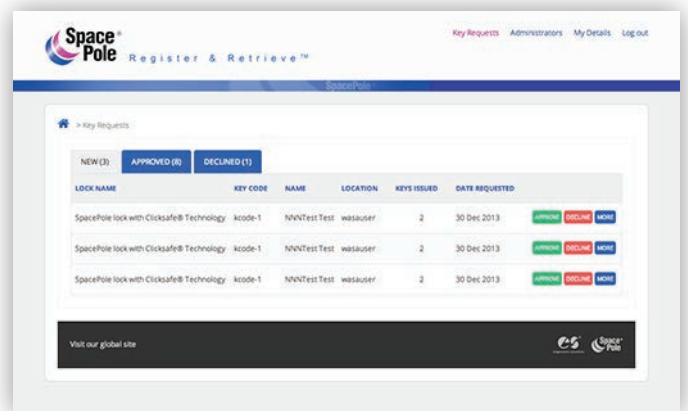 Space
Pole
Register & Retrieve™
Key Requests Administrators My Details Log out
SpacePole
> Key Requests
NEW (3) APPROVED (8) DECLINED (1)
LOCK NAME KEY CODE NAME LOCATION KEYS ISSUED DATE REQUESTED
SpacePole lock with Clicksafe® Technology kcode-1 NNNTest Test wasauser 2 30 Dec 2013 APPROVE DECLINE MORE
SpacePole lock with Clicksafe® Technology kcode-1 NNNTest Test wasauser 2 30 Dec 2013 APPROVE DECLINE MORE
SpacePole lock with Clicksafe® Technology kcode-1 NNNTest Test wasauser 2 30 Dec 2013 APPROVE DECLINE MORE
Visit our global site
Space
Pole